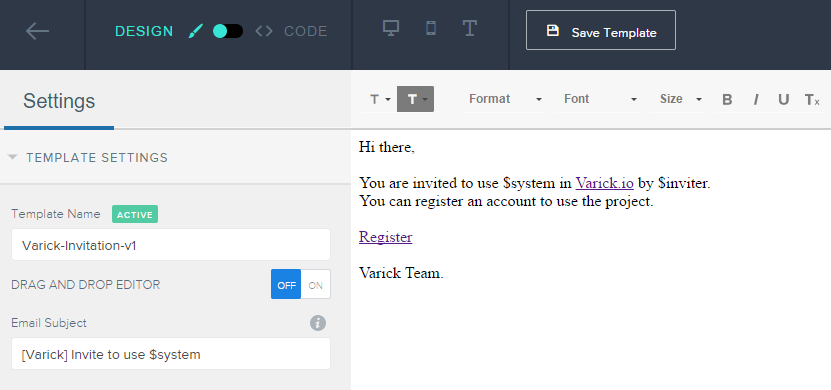 DESIGN CODE T Save Template
Settings
T T Format Font Size B I U Tx
TEMPLATE SETTINGS
Template Name ACTIVE
Varick-Invitation-v1
DRAG AND DROP EDITOR OFF ON
Email Subject
[Varick] Invite to use $system
Hi there,
You are invited to use $system in Varick.io by $inviter.
You can register an account to use the project.
Register
Varick Team.